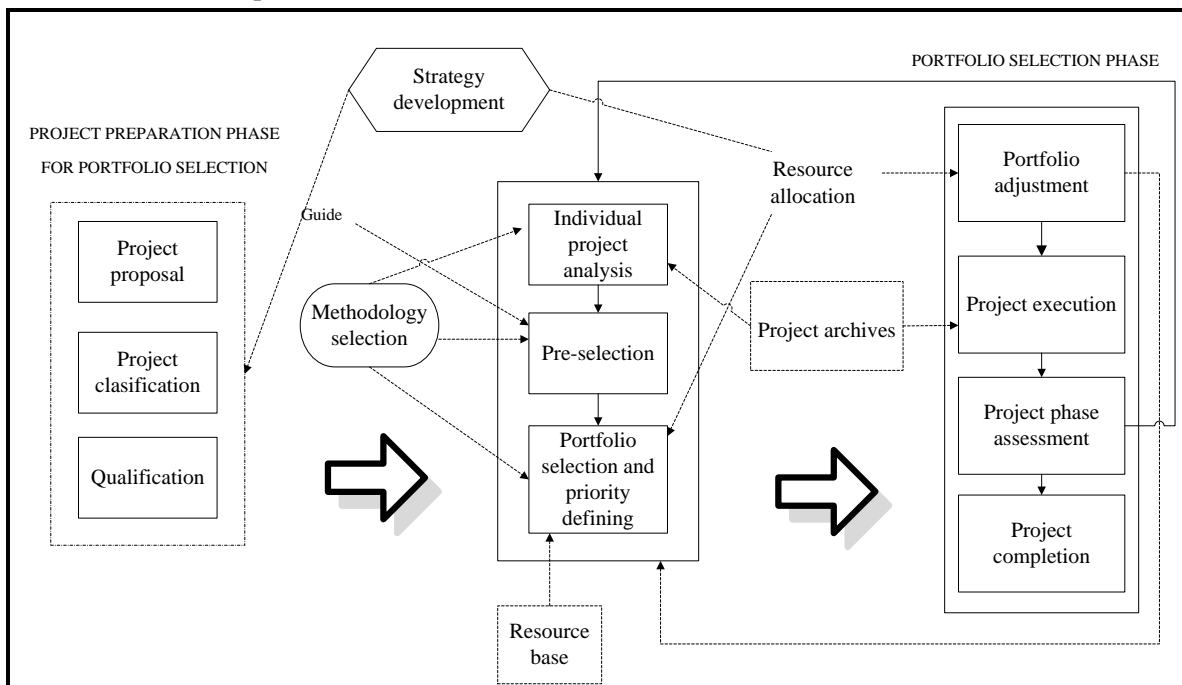 Strategy
development
PORTFOLIO SELECTION PHASE
PROJECT PREPARATION PHASE
FOR PORTFOLIO SELECTION
Project
proposal
Project
clasification
Qualification
Guide
Methodology
selection
Individual
project
analysis
Pre-selection
Portfolio
selection and
priority
defining
Resource
base
Resource
allocation
Project archives
Portfolio
adjustment
Project execution
Project phase
assessment
Project
completion